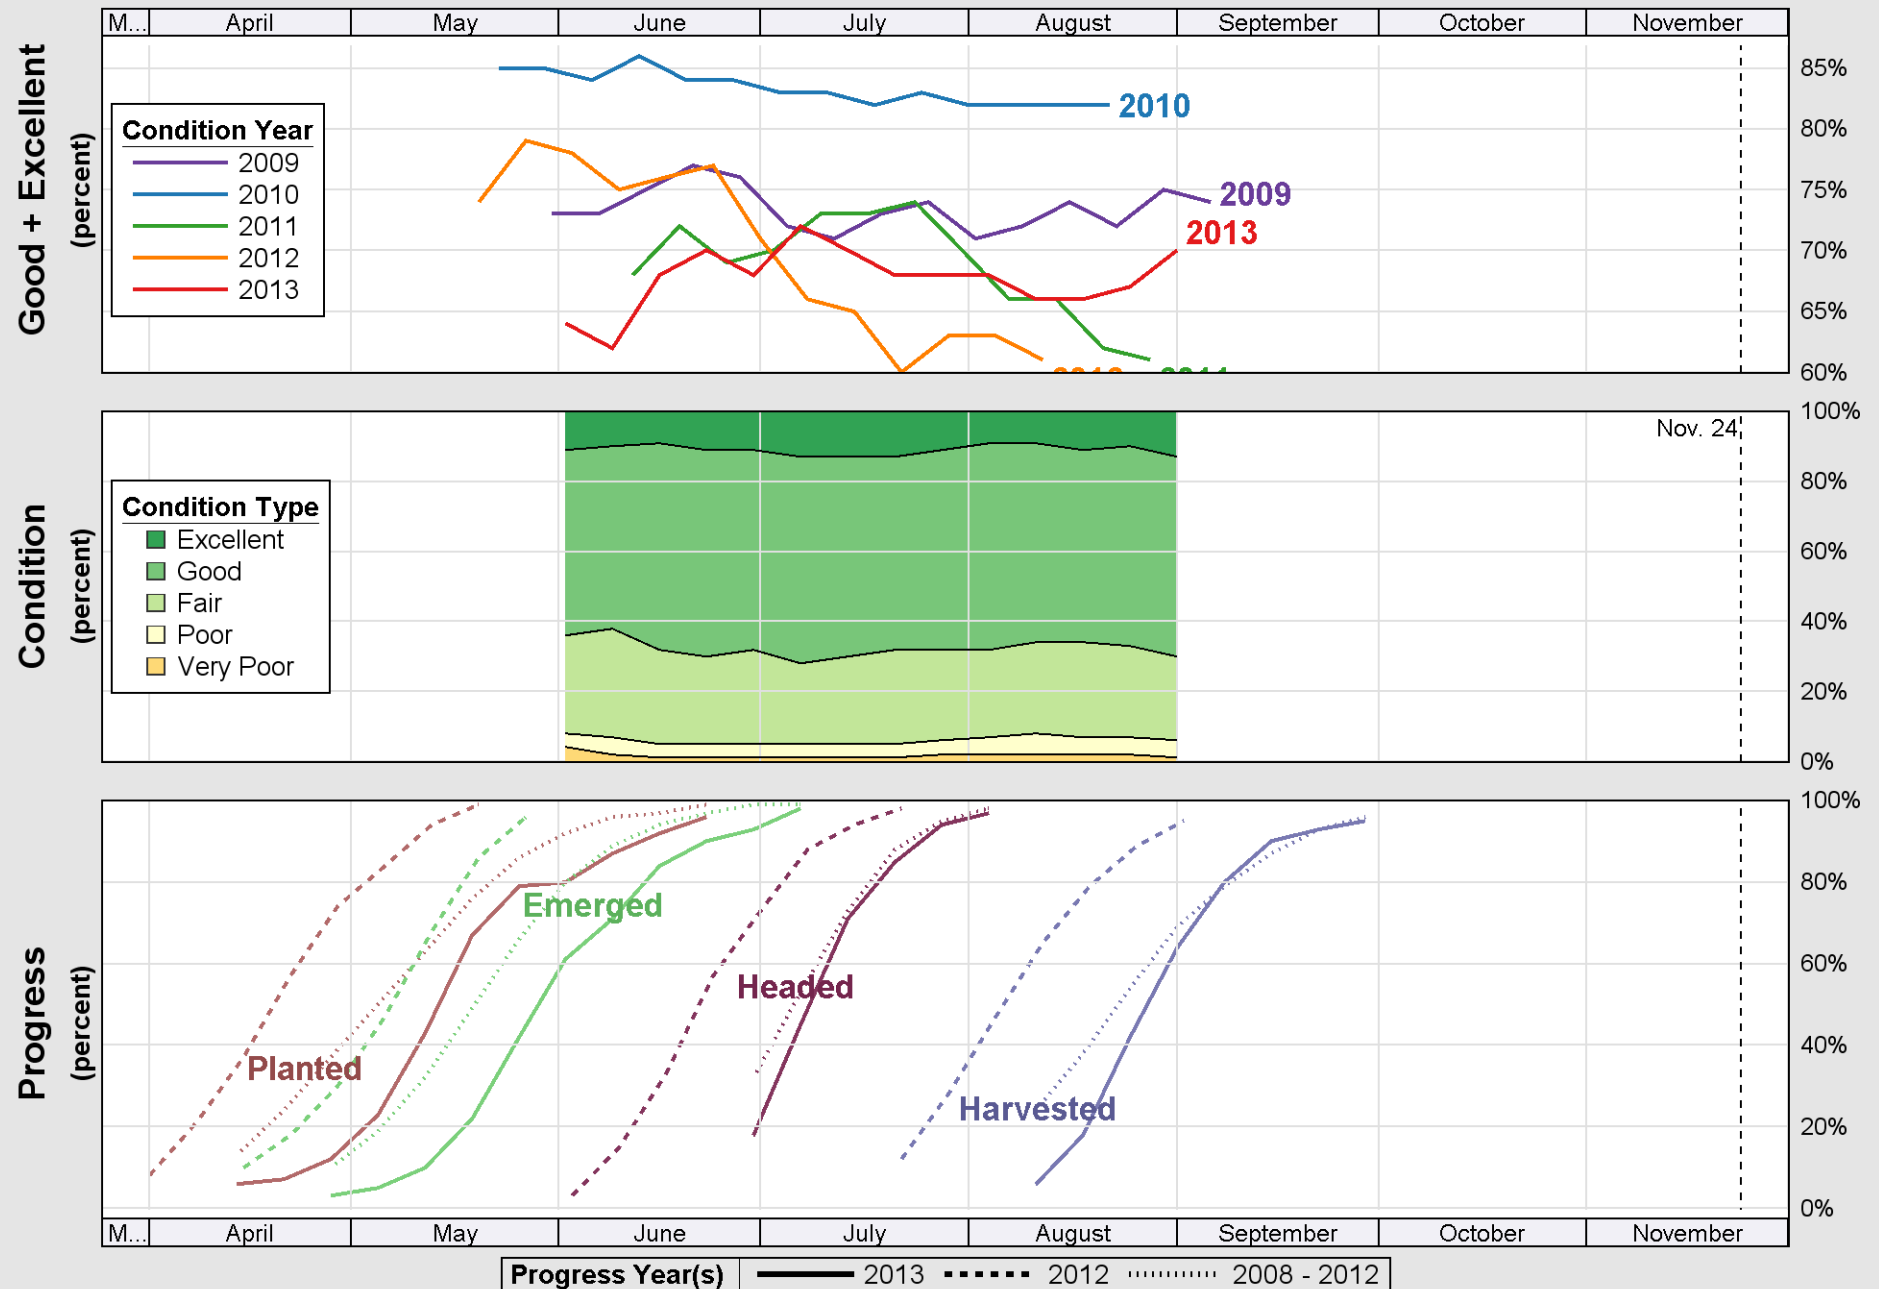 M... April May June July August September October November
Good + Excellent
(percent)
85%
80%
75%
70%
65%
60%
Condition Year
2009
2010
2011
2012
2013
2010
2009
2013
Condition
(percent)
100%
80%
60%
40%
20%
0%
Nov. 24
Condition Type
Excellent
Good
Fair
Poor
Very Poor
Progress
(percent)
100%
80%
60%
40%
20%
0%
Emerged
Headed
Planted
Harvested
M... April May June July August September October November
Progress Year(s) 2013 2012 2008 - 2012